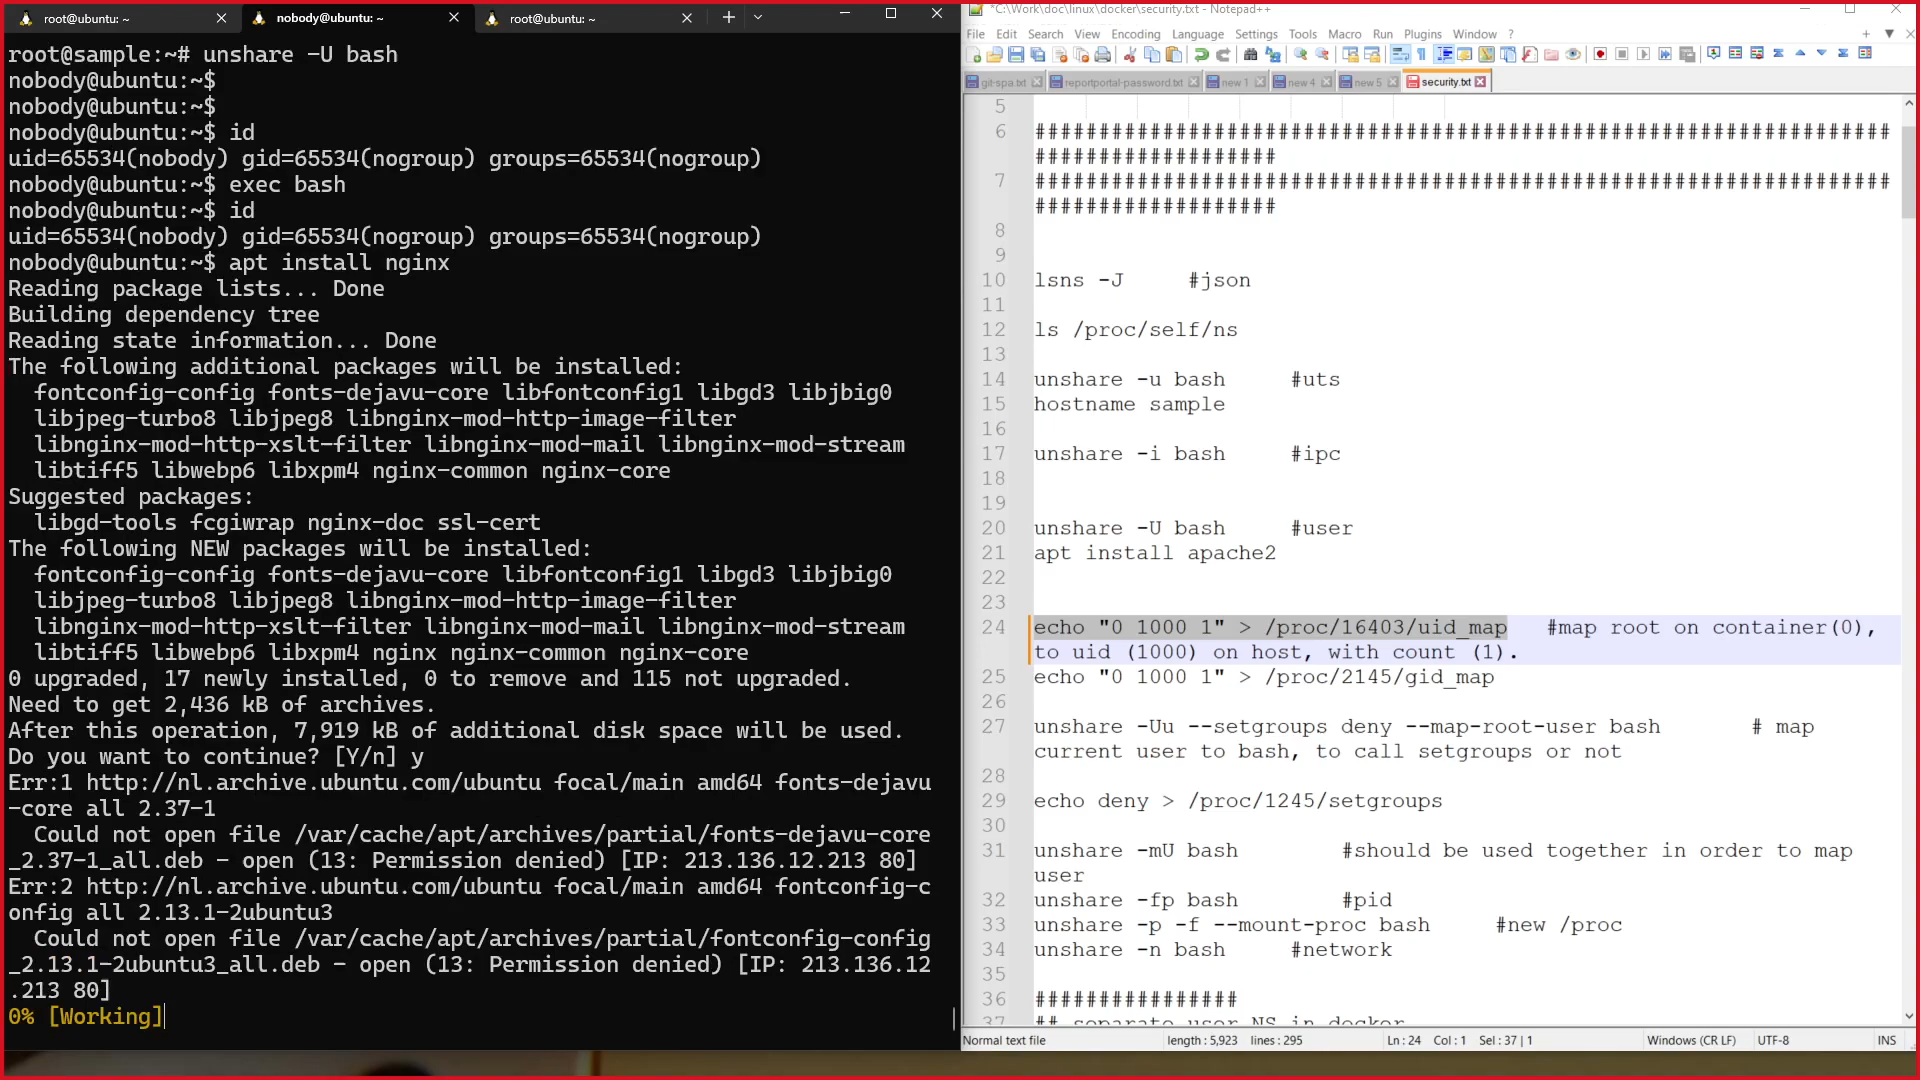 root@ubuntu: ~
nobody@ubuntu: ~
root@ubuntu: ~
root@sample:~# unshare -U bash
nobody@ubuntu:~$
nobody@ubuntu:~$
nobody@ubuntu:~$ id
uid=65534(nobody) gid=65534(nogroup) groups=65534(nogroup)
nobody@ubuntu:~$ exec bash
nobody@ubuntu:~$ id
uid=65534(nobody) gid=65534(nogroup) groups=65534(nogroup)
nobody@ubuntu:~$ apt install nginx
Reading package lists... Done
Building dependency tree
Reading state information... Done
The following additional packages will be installed:
  fontconfig-config fonts-dejavu-core libfontconfig1 libgd3 libjbig0
  libjpeg-turbo8 libjpeg8 libnginx-mod-http-image-filter
  libnginx-mod-http-xslt-filter libnginx-mod-mail libnginx-mod-stream
  libtiff5 libwebp6 libxpm4 nginx-common nginx-core
Suggested packages:
  libgd-tools fcgiwrap nginx-doc ssl-cert
The following NEW packages will be installed:
  fontconfig-config fonts-dejavu-core libfontconfig1 libgd3 libjbig0
  libjpeg-turbo8 libjpeg8 libnginx-mod-http-image-filter
  libnginx-mod-http-xslt-filter libnginx-mod-mail libnginx-mod-stream
  libtiff5 libwebp6 libxpm4 nginx nginx-common nginx-core
0 upgraded, 17 newly installed, 0 to remove and 115 not upgraded.
Need to get 2,436 kB of archives.
After this operation, 7,919 kB of additional disk space will be used.
Do you want to continue? [Y/n] y
Err:1 http://nl.archive.ubuntu.com/ubuntu focal/main amd64 fonts-dejavu
-core all 2.37-1
  Could not open file /var/cache/apt/archives/partial/fonts-dejavu-core
_2.37-1_all.deb - open (13: Permission denied) [IP: 213.136.12.213 80]
Err:2 http://nl.archive.ubuntu.com/ubuntu focal/main amd64 fontconfig-c
onfig all 2.13.1-2ubuntu3
  Could not open file /var/cache/apt/archives/partial/fontconfig-config
_2.13.1-2ubuntu3_all.deb - open (13: Permission denied) [IP: 213.136.12
.213 80]
0% [Working]
*C:\Work\doc\linux\docker\security.txt - Notepad++
File Edit Search View Encoding Language Settings Tools Macro Run Plugins Window ?
git-spa.txt reportportal-password.txt new 1 new 4 new 5 security.txt
5
6 ###################################################################
###################
7 ###################################################################
###################
8
9
10 lsns -J #json
11
12 ls /proc/self/ns
13
14 unshare -u bash #uts
15 hostname sample
16
17 unshare -i bash #ipc
18
19
20 unshare -U bash #user
21 apt install apache2
22
23
24 echo "0 1000 1" > /proc/16403/uid_map #map root on container(0),
to uid (1000) on host, with count (1).
25 echo "0 1000 1" > /proc/2145/gid_map
26
27 unshare -Uu --setgroups deny --map-root-user bash # map
current user to bash, to call setgroups or not
28
29 echo deny > /proc/1245/setgroups
30
31 unshare -mU bash #should be used together in order to map
user
32 unshare -fp bash #pid
33 unshare -p -f --mount-proc bash #new /proc
34 unshare -n bash #network
35
36 ################
37 ## separate user NS in docker
Normal text file length : 5,923 lines : 295 Ln : 24 Col : 1 Sel : 37 | 1 Windows (CR LF) UTF-8 INS